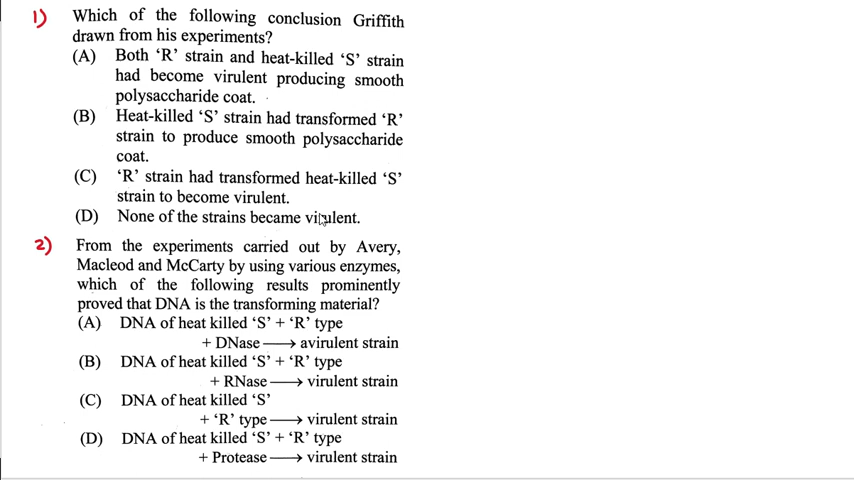 1) Which of the following conclusion Griffith
drawn from his experiments?
(A) Both ‘R’ strain and heat-killed ‘S’ strain
had become virulent producing smooth
polysaccharide coat.
(B) Heat-killed ‘S’ strain had transformed ‘R’
strain to produce smooth polysaccharide
coat.
(C) ‘R’ strain had transformed heat-killed ‘S’
strain to become virulent.
(D) None of the strains became virulent.
2) From the experiments carried out by Avery,
Macleod and McCarty by using various enzymes,
which of the following results prominently
proved that DNA is the transforming material?
(A) DNA of heat killed ‘S’ + ‘R’ type
+ DNase ⟶ avirulent strain
(B) DNA of heat killed ‘S’ + ‘R’ type
+ RNase ⟶ virulent strain
(C) DNA of heat killed ‘S’
+ ‘R’ type ⟶ virulent strain
(D) DNA of heat killed ‘S’ + ‘R’ type
+ Protease ⟶ virulent strain